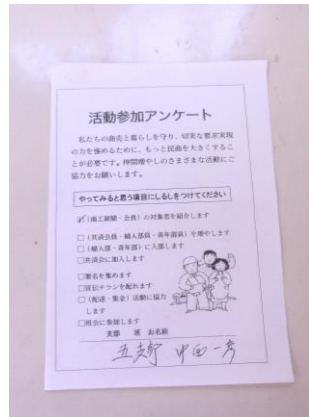 活動参加アンケート
私たちの商売と暮らしを守り、切実な要求実現
の力を強めるために、もっと民商を大きくするこ
とが必要です。仲間増やしのさまざまな活動にご
協力をお願いします。
やってみると思う項目にしるしをつけてください
☑(商工新聞・会員)の対象者を紹介します
□(共済会員・婦人部員・青年部員)を増やします
□(婦人部・青年部)に入部します
□共済会に加入します
□署名を集めます
□宣伝チラシを配れます
□(配達・集金)活動に協力
します
□班会に参加します
支部 班 お名前
五支部 中西一彦